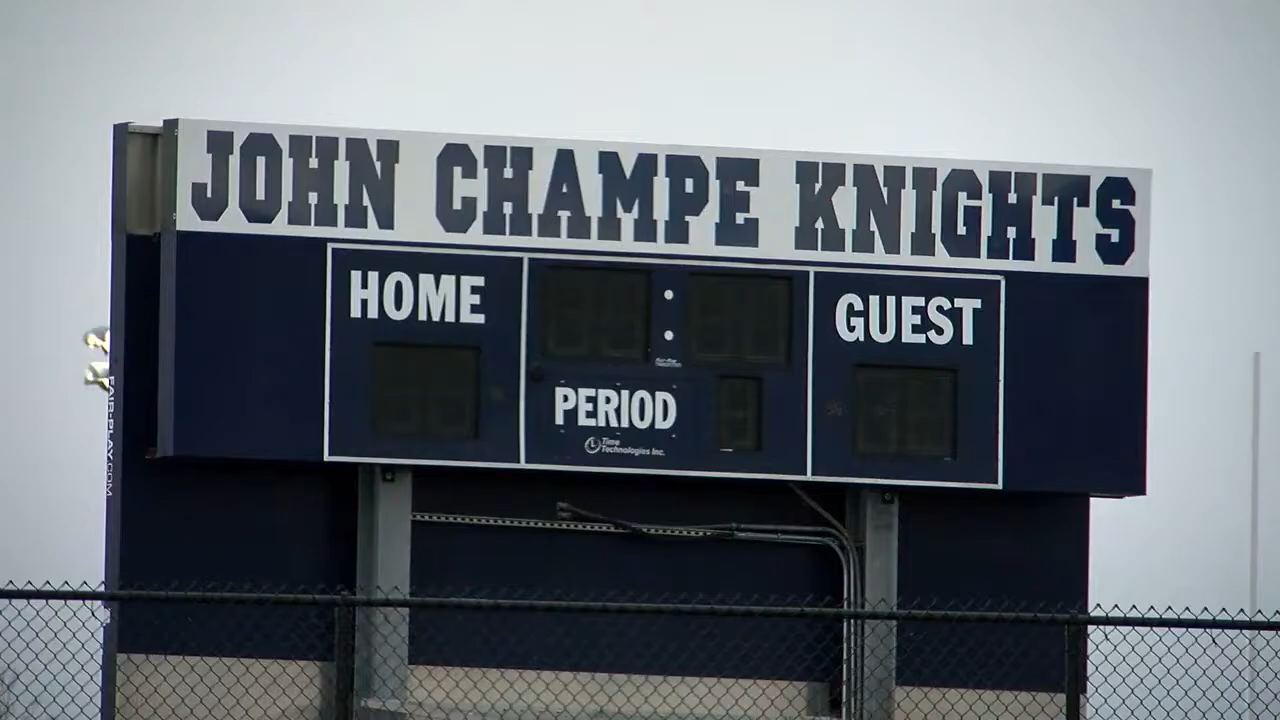 JOHN CHAMPE KNIGHTS
HOME
GUEST
PERIOD
Time
Technologies Inc.
FAIR-PLAY.COM